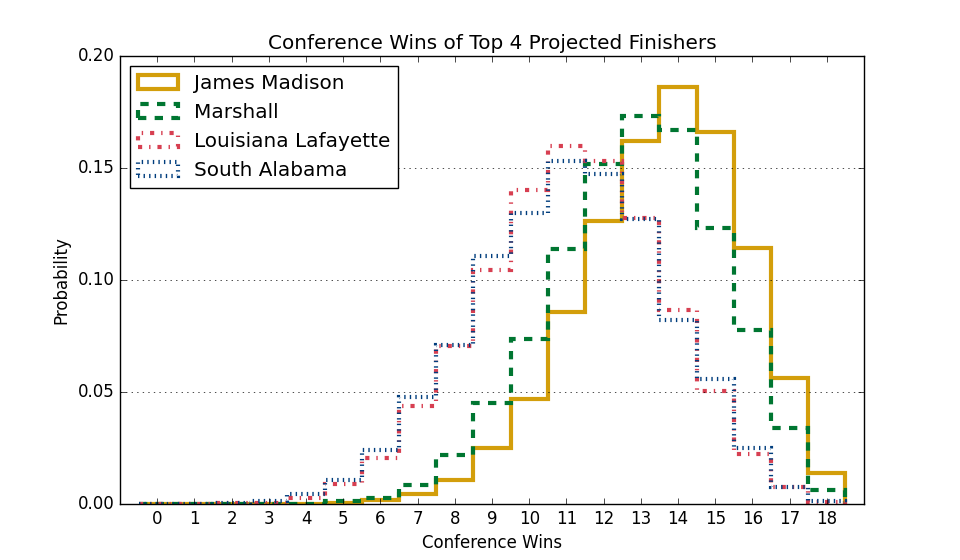 Conference Wins of Top 4 Projected Finishers
James Madison
Marshall
Louisiana Lafayette
South Alabama
0.20
0.15
0.10
0.05
0.00
Probability
0 1 2 3 4 5 6 7 8 9 10 11 12 13 14 15 16 17 18
Conference Wins